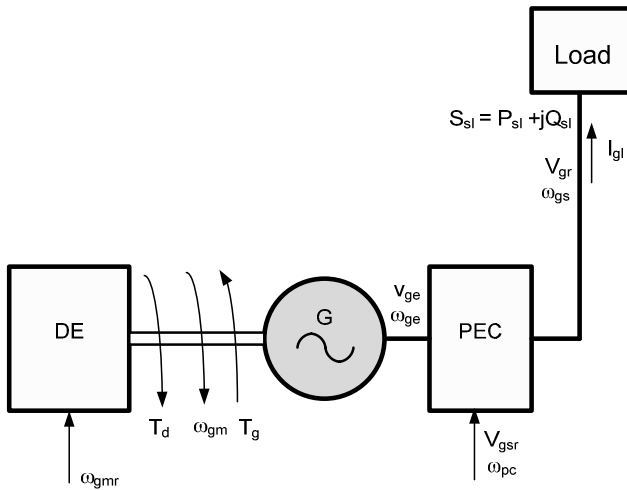 Load
S_sl = P_sl +jQ_sl
I_gl
V_gr
ω_gs
DE
G
v_ge
ω_ge
PEC
T_d ω_gm T_g
V_gsr
ω_pc
ω_gmr